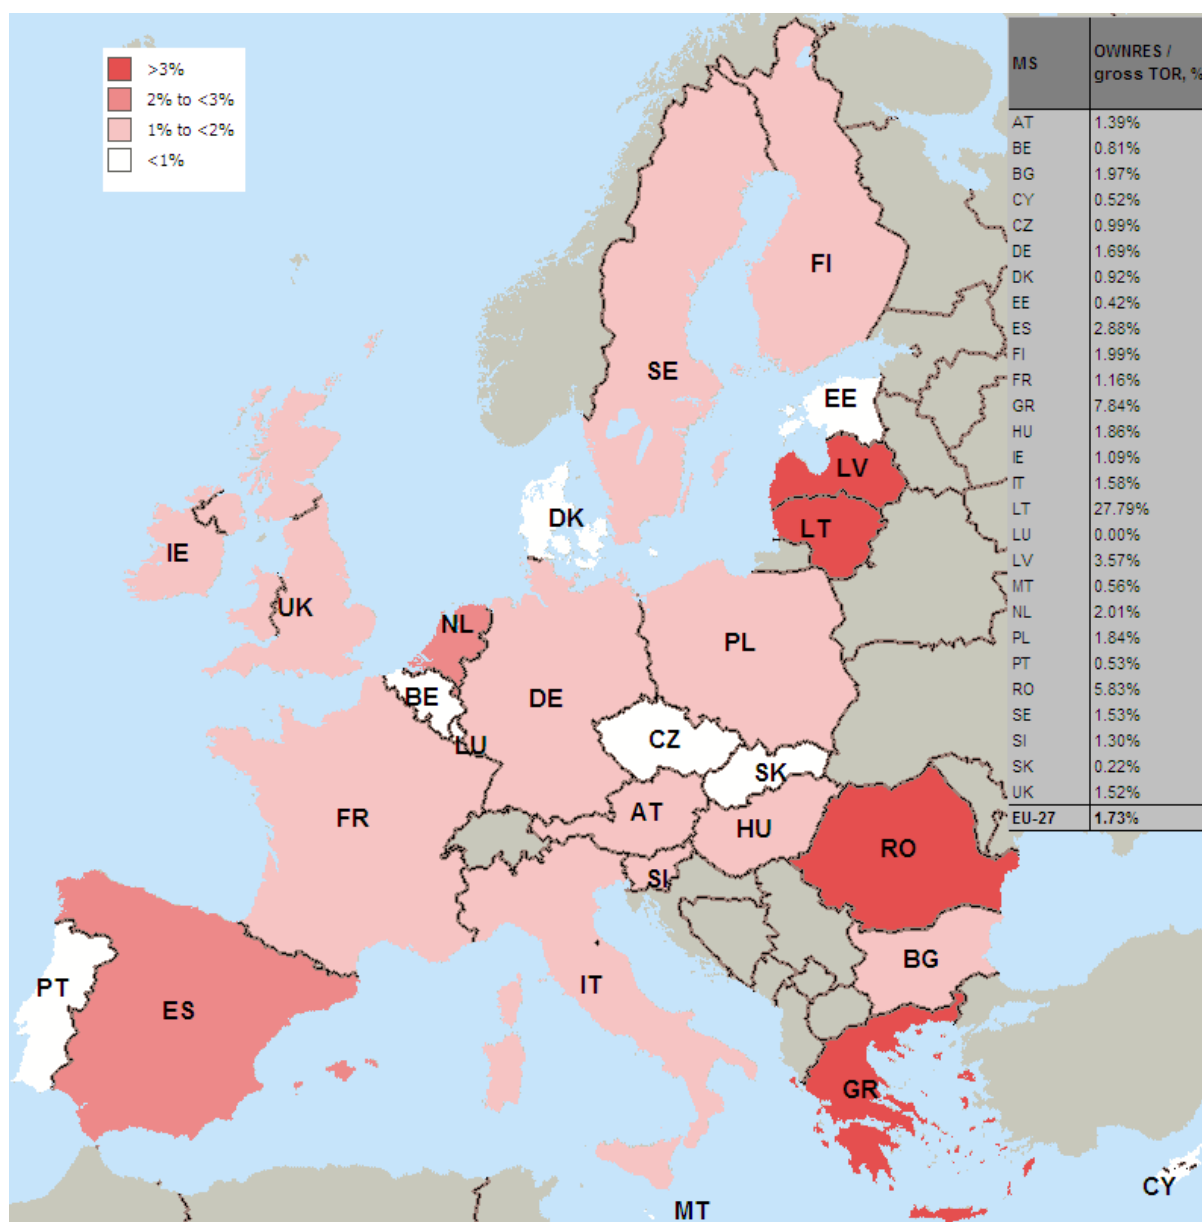 >3%
2% to <3%
1% to <2%
<1%
MS OWNRES /
gross TOR, %
AT 1.39%
BE 0.81%
BG 1.97%
CY 0.52%
CZ 0.99%
DE 1.69%
DK 0.92%
EE 0.42%
ES 2.88%
FI 1.99%
FR 1.16%
GR 7.84%
HU 1.86%
IE 1.09%
IT 1.58%
LT 27.79%
LU 0.00%
LV 3.57%
MT 0.56%
NL 2.01%
PL 1.84%
PT 0.53%
RO 5.83%
SE 1.53%
SI 1.30%
SK 0.22%
UK 1.52%
EU-27 1.73%
FI
SE
EE
LV
DK
LT
IE
UK
NL
PL
BE
DE
CZ
LU
SK
FR
AT
HU
RO
SI
BG
PT
IT
ES
GR
CY
MT